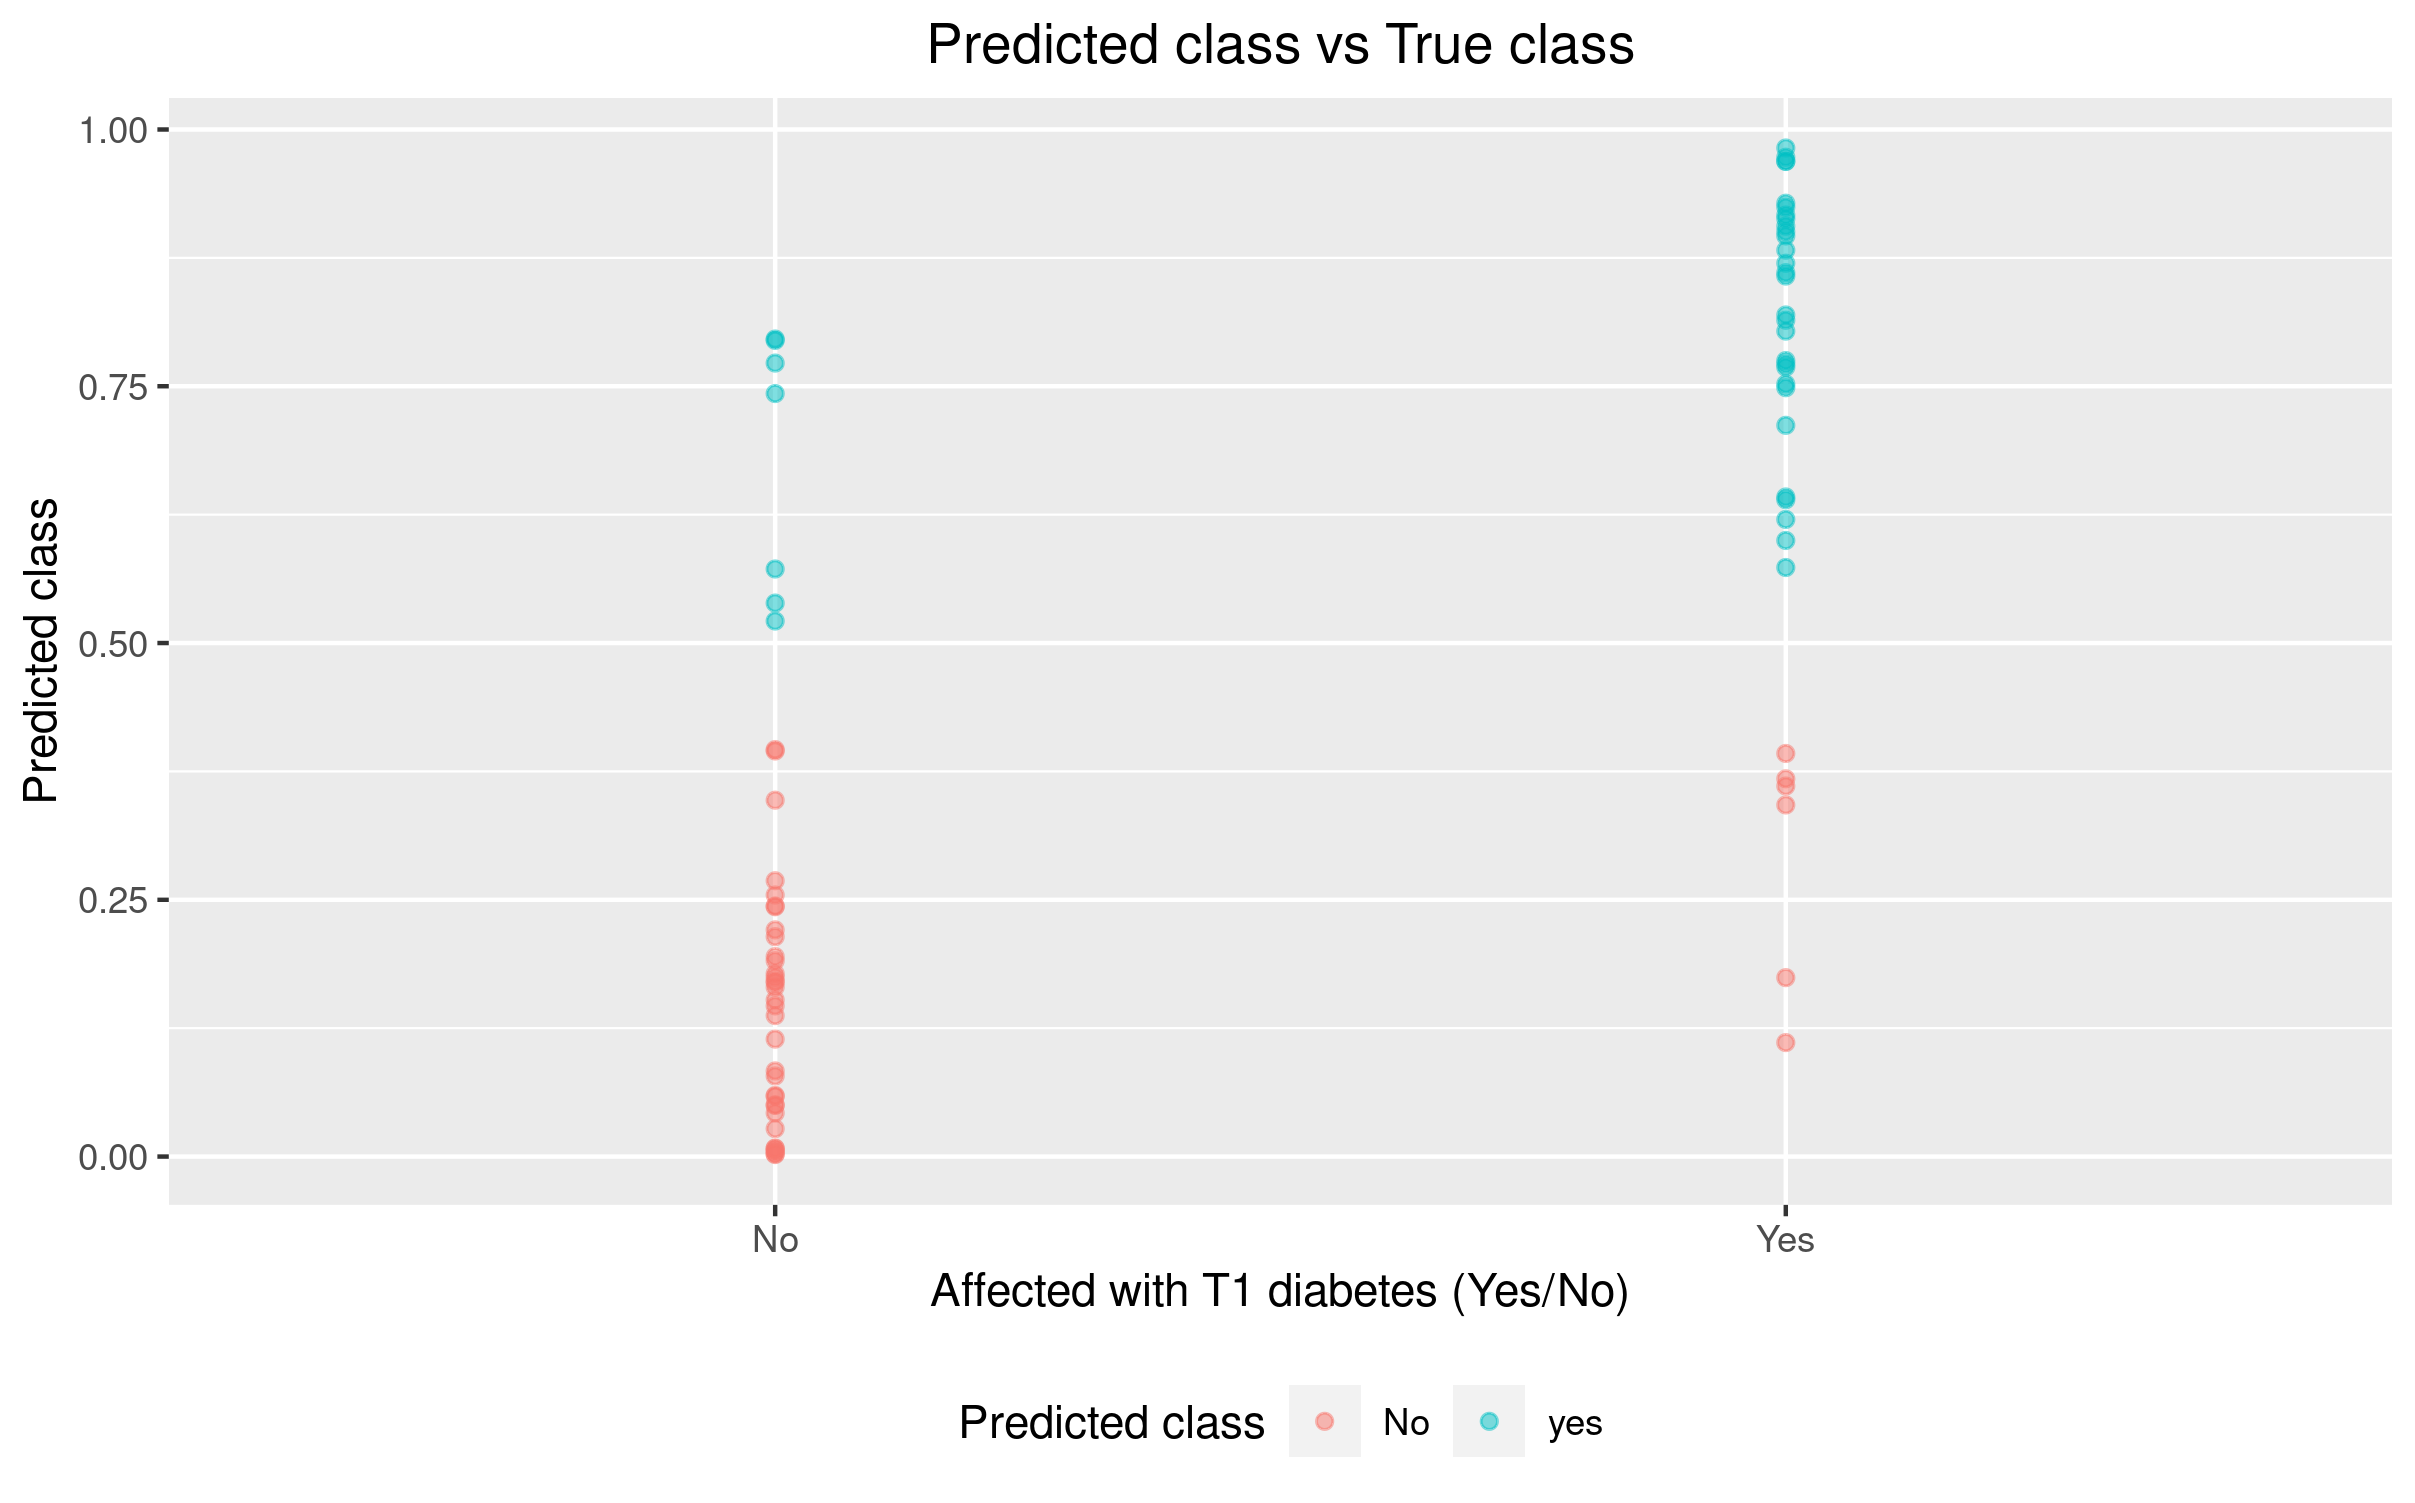 Predicted class vs True class
Predicted class
1.00
0.75
0.50
0.25
0.00
No
Yes
Affected with T1 diabetes (Yes/No)
Predicted class No yes